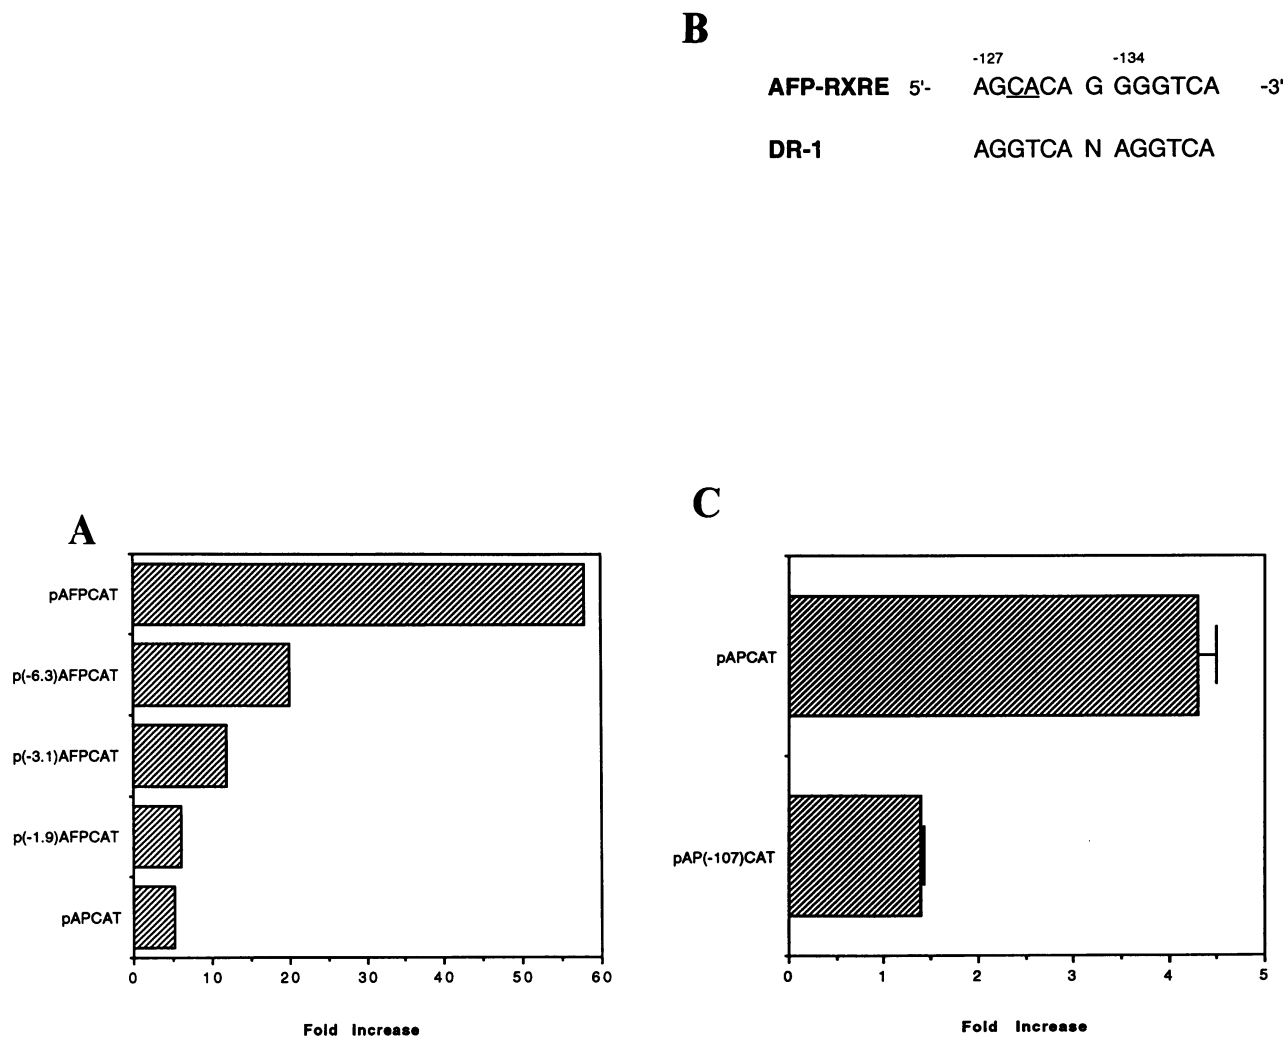 B
-127 -134
AFP-RXRE 5'- AGCACA G GGGTCA -3'
DR-1 AGGTCA N AGGTCA
A
pAFPCAT
p(-6.3)AFPCAT
p(-3.1)AFPCAT
p(-1.9)AFPCAT
pAPCAT
0 10 20 30 40 50 60
Fold Increase
C
pAPCAT
pAP(-107)CAT
0 1 2 3 4 5
Fold Increase